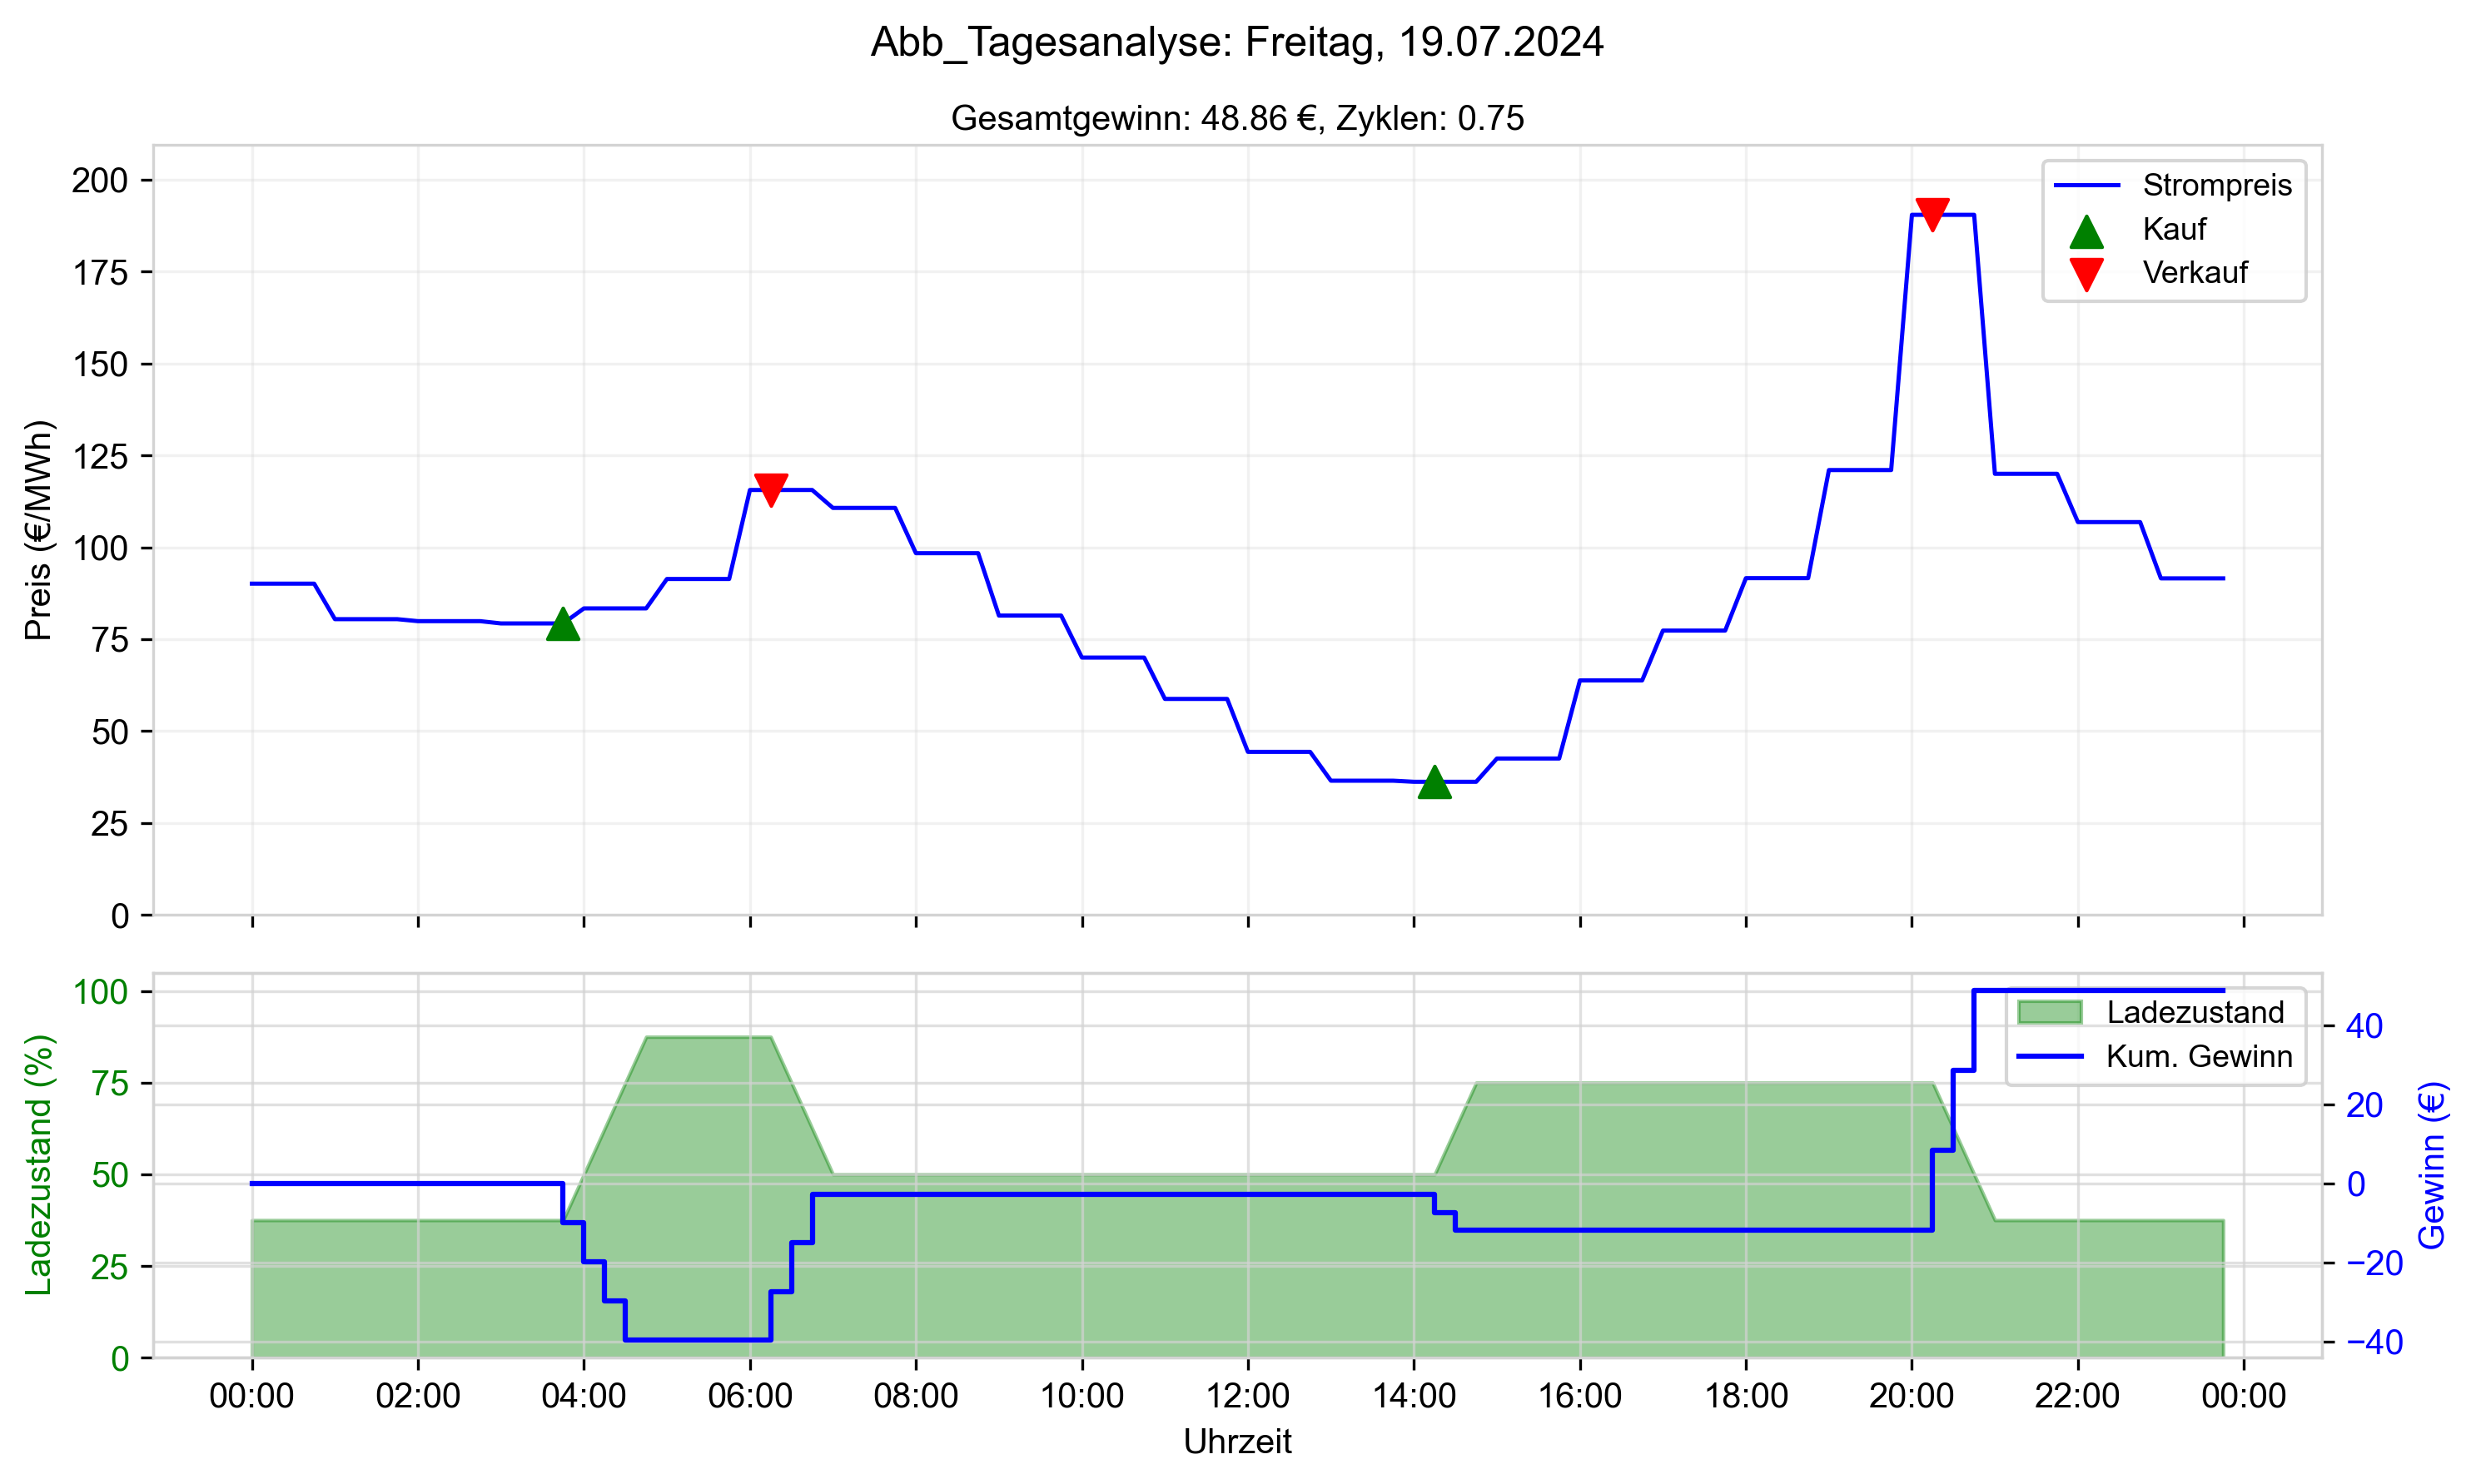 Abb_Tagesanalyse: Freitag, 19.07.2024
Gesamtgewinn: 48.86 €, Zyklen: 0.75
Preis (€/MWh)
200
175
150
125
100
75
50
25
0
Strompreis
Kauf
Verkauf
Ladezustand (%)
100
75
50
25
0
Ladezustand
Kum. Gewinn
40
20
0
−20
−40
Gewinn (€)
00:00 02:00 04:00 06:00 08:00 10:00 12:00 14:00 16:00 18:00 20:00 22:00 00:00
Uhrzeit